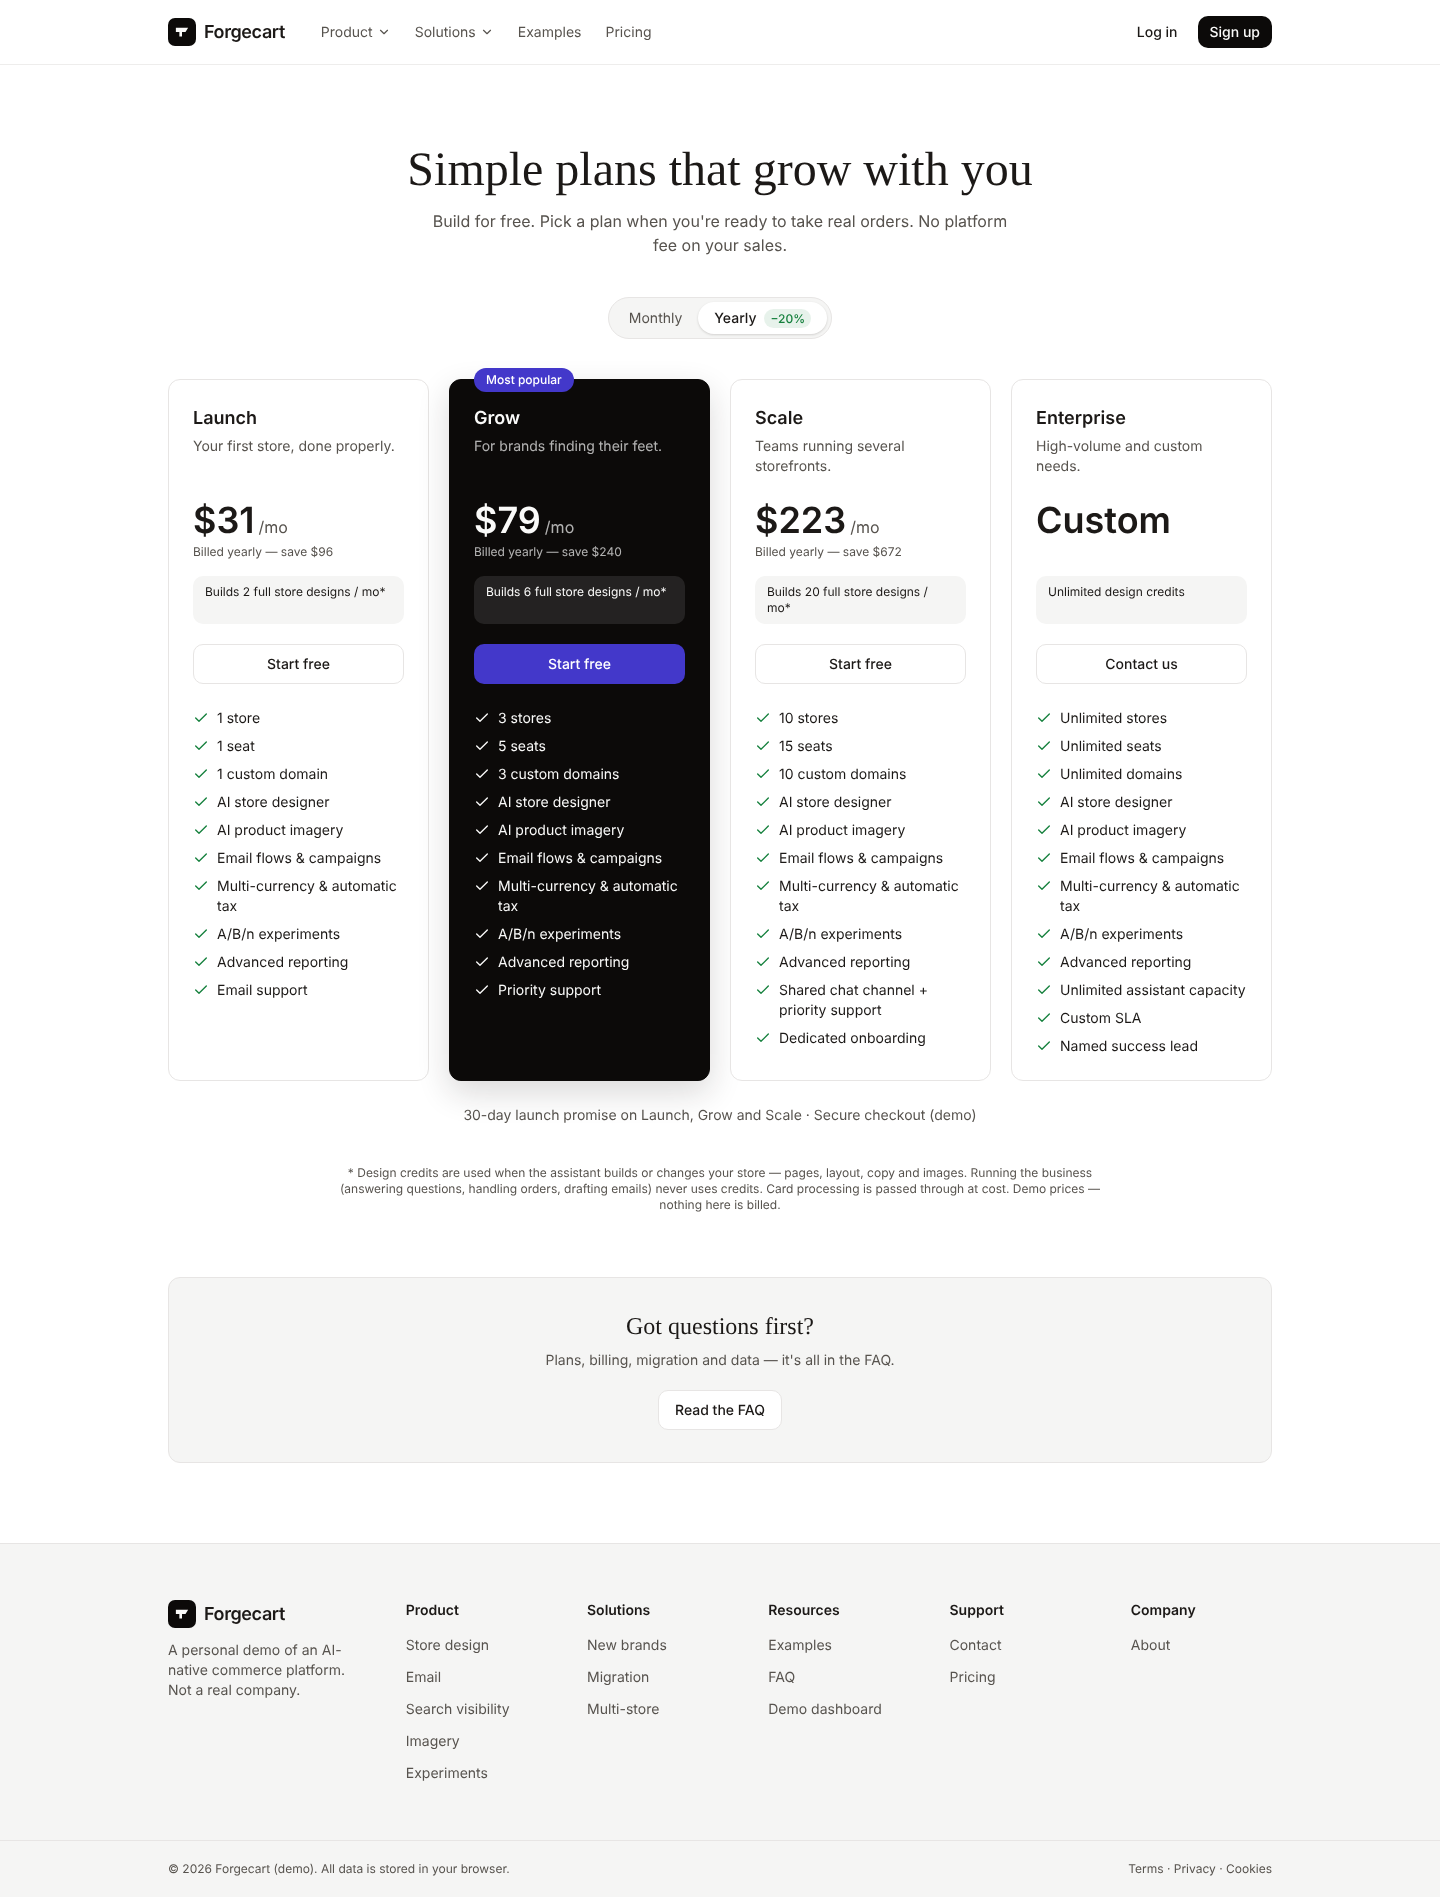 Forgecart
Product
Solutions
Examples
Pricing
Log in
Sign up
Simple plans that grow with you
Build for free. Pick a plan when you're ready to take real orders. No platform
fee on your sales.
Monthly
Yearly
−20%
Launch
Your first store, done properly.
$31 /mo
Billed yearly — save $96
Builds 2 full store designs / mo*
Start free
1 store
1 seat
1 custom domain
AI store designer
AI product imagery
Email flows & campaigns
Multi-currency & automatic
tax
A/B/n experiments
Advanced reporting
Email support
Most popular
Grow
For brands finding their feet.
$79 /mo
Billed yearly — save $240
Builds 6 full store designs / mo*
Start free
3 stores
5 seats
3 custom domains
AI store designer
AI product imagery
Email flows & campaigns
Multi-currency & automatic
tax
A/B/n experiments
Advanced reporting
Priority support
Scale
Teams running several
storefronts.
$223 /mo
Billed yearly — save $672
Builds 20 full store designs /
mo*
Start free
10 stores
15 seats
10 custom domains
AI store designer
AI product imagery
Email flows & campaigns
Multi-currency & automatic
tax
A/B/n experiments
Advanced reporting
Shared chat channel +
priority support
Dedicated onboarding
Enterprise
High-volume and custom
needs.
Custom
Unlimited design credits
Contact us
Unlimited stores
Unlimited seats
Unlimited domains
AI store designer
AI product imagery
Email flows & campaigns
Multi-currency & automatic
tax
A/B/n experiments
Advanced reporting
Unlimited assistant capacity
Custom SLA
Named success lead
30-day launch promise on Launch, Grow and Scale · Secure checkout (demo)
* Design credits are used when the assistant builds or changes your store — pages, layout, copy and images. Running the business
(answering questions, handling orders, drafting emails) never uses credits. Card processing is passed through at cost. Demo prices —
nothing here is billed.
Got questions first?
Plans, billing, migration and data — it's all in the FAQ.
Read the FAQ
Forgecart
A personal demo of an AI-
native commerce platform.
Not a real company.
Product
Store design
Email
Search visibility
Imagery
Experiments
Solutions
New brands
Migration
Multi-store
Resources
Examples
FAQ
Demo dashboard
Support
Contact
Pricing
Company
About
© 2026 Forgecart (demo). All data is stored in your browser.
Terms · Privacy · Cookies